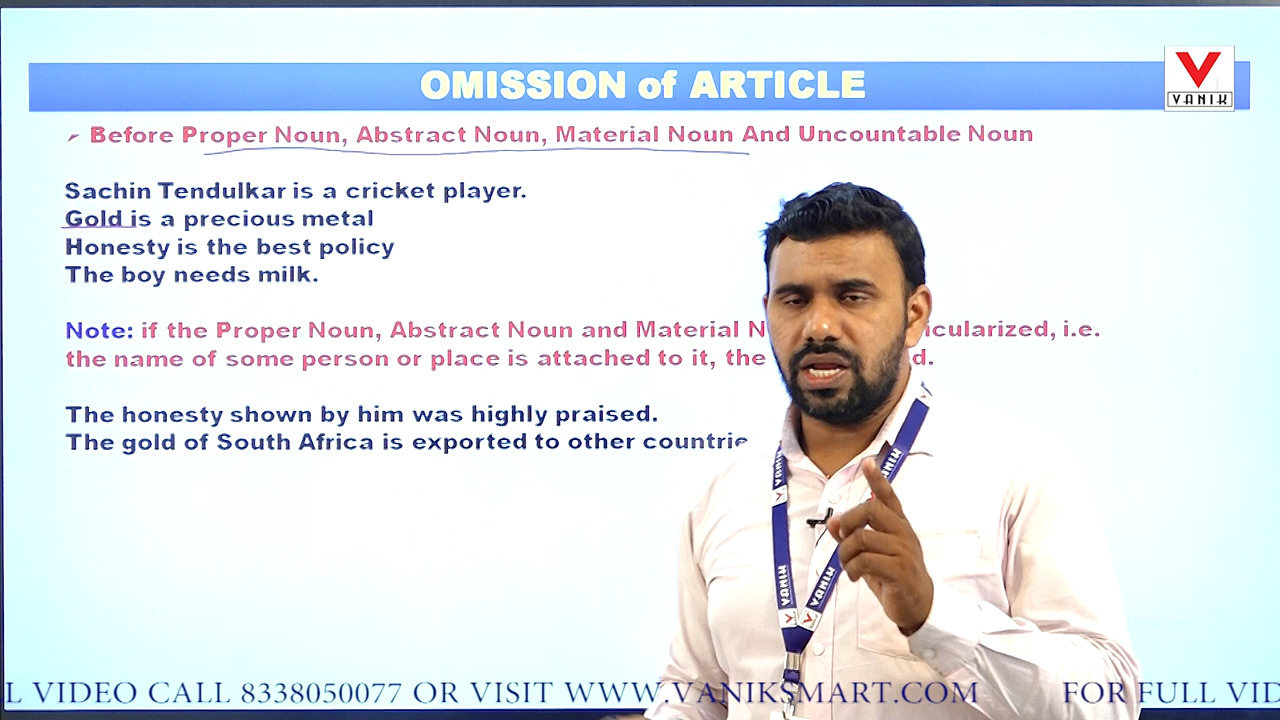 OMISSION of ARTICLE
VANIK
Before Proper Noun, Abstract Noun, Material Noun And Uncountable Noun
Sachin Tendulkar is a cricket player.
Gold is a precious metal
Honesty is the best policy
The boy needs milk.
Note: if the Proper Noun, Abstract Noun and Material
the name of some person or place is attached to it, the
The honesty shown by him was highly praised.
The gold of South Africa is exported to other
VANIK
VANIK
VANIK
L VIDEO CALL 8338050077 OR VISIT WWW.VANIKSMART.COM FOR FULL VID